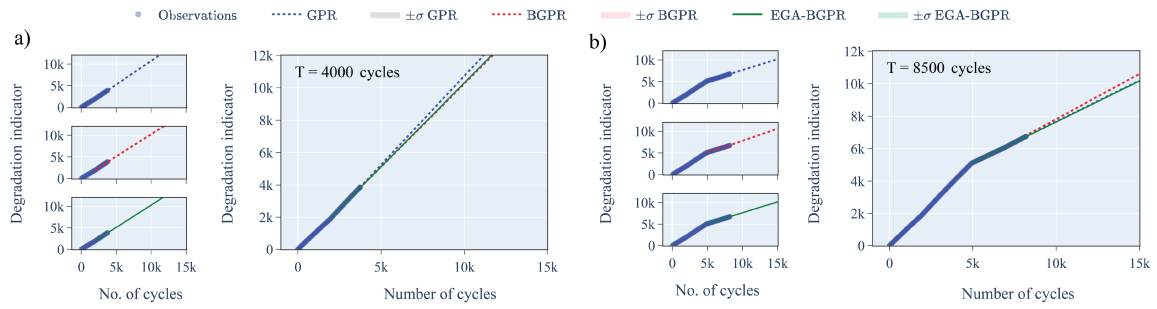 Observations GPR ±σ GPR BGPR ±σ BGPR EGA-BGPR ±σ EGA-BGPR
a)
Degradation indicator
10k
5k
0
10k
5k
0
10k
5k
0
0 5k 10k 15k
No. of cycles
Degradation indicator
12k
10k
8k
6k
4k
2k
0
T = 4000 cycles
0 5k 10k 15k
Number of cycles
b)
Degradation indicator
10k
5k
0
10k
5k
0
10k
5k
0
0 5k 10k 15k
No. of cycles
Degradation indicator
12k
10k
8k
6k
4k
2k
0
T = 8500 cycles
0 5k 10k 15k
Number of cycles